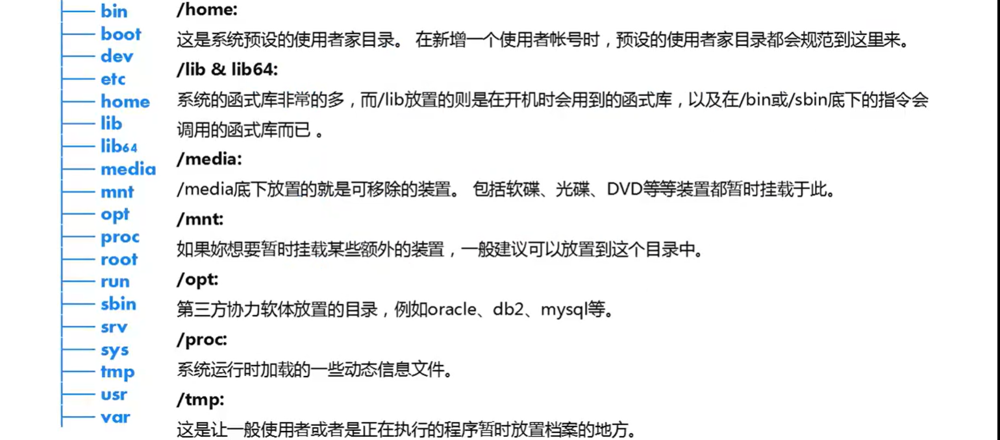 bin
boot
dev
etc
home
lib
lib64
media
mnt
opt
proc
root
run
sbin
srv
sys
tmp
usr
var
/home:
这是系统预设的使用者家目录。 在新增一个使用者帐号时，预设的使用者家目录都会规范到这里来。
/lib & lib64:
系统的函式库非常的多，而/lib放置的则是在开机时会用到的函式库，以及在/bin或/sbin底下的指令会
调用的函式库而已 。
/media:
/media底下放置的就是可移除的装置。 包括软碟、光碟、DVD等等装置都暂时挂载于此。
/mnt:
如果妳想要暂时挂载某些额外的装置，一般建议可以放置到这个目录中。
/opt:
第三方协力软体放置的目录，例如oracle、db2、mysql等。
/proc:
系统运行时加载的一些动态信息文件。
/tmp:
这是让一般使用者或者是正在执行的程序暂时放置档案的地方。